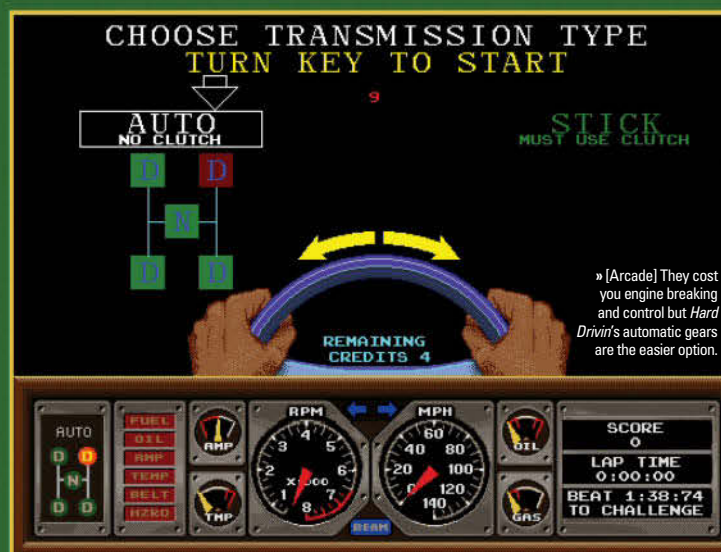 CHOOSE TRANSMISSION TYPE
TURN KEY TO START
9
AUTO
NO CLUTCH
STICK
MUST USE CLUTCH
D D
N
D D
» [Arcade] They cost
you engine breaking
and control but Hard
Drivin's automatic gears
are the easier option.
REMAINING
CREDITS 4
AUTO
D D
N
D D
FUEL
OIL
AMP
TEMP
BELT
HZRD
AMP
TMP
RPM
1 2 3 4 5 6 7 8
X1000
MPH
0 20 40 60 80 100 120 140
BEAM
OIL
GAS
SCORE
0
LAP TIME
0:00:00
BEAT 1:38:74
TO CHALLENGE